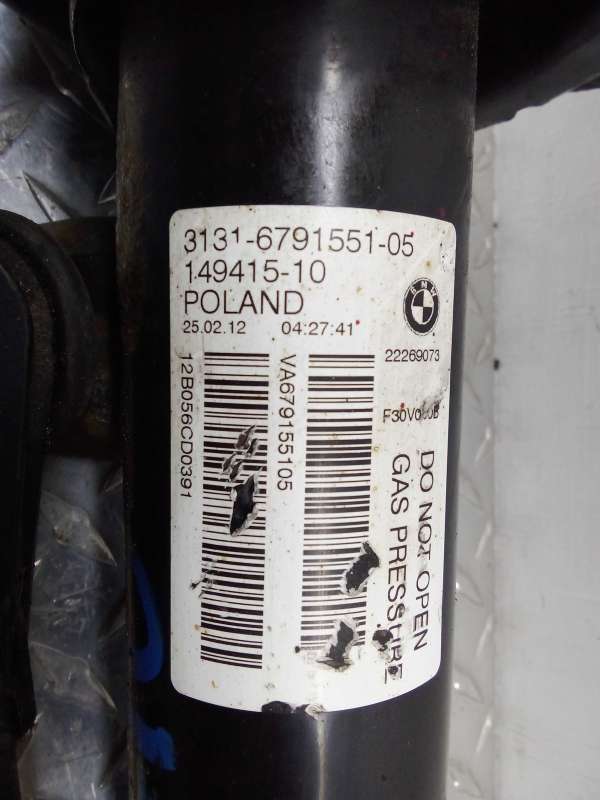 3131-6791551-05
149415-10
POLAND
25.02.12 04:27:41
BMW
22269073
12B056CD0391
VA679155105
DO NOT OPEN
GAS PRESSURE